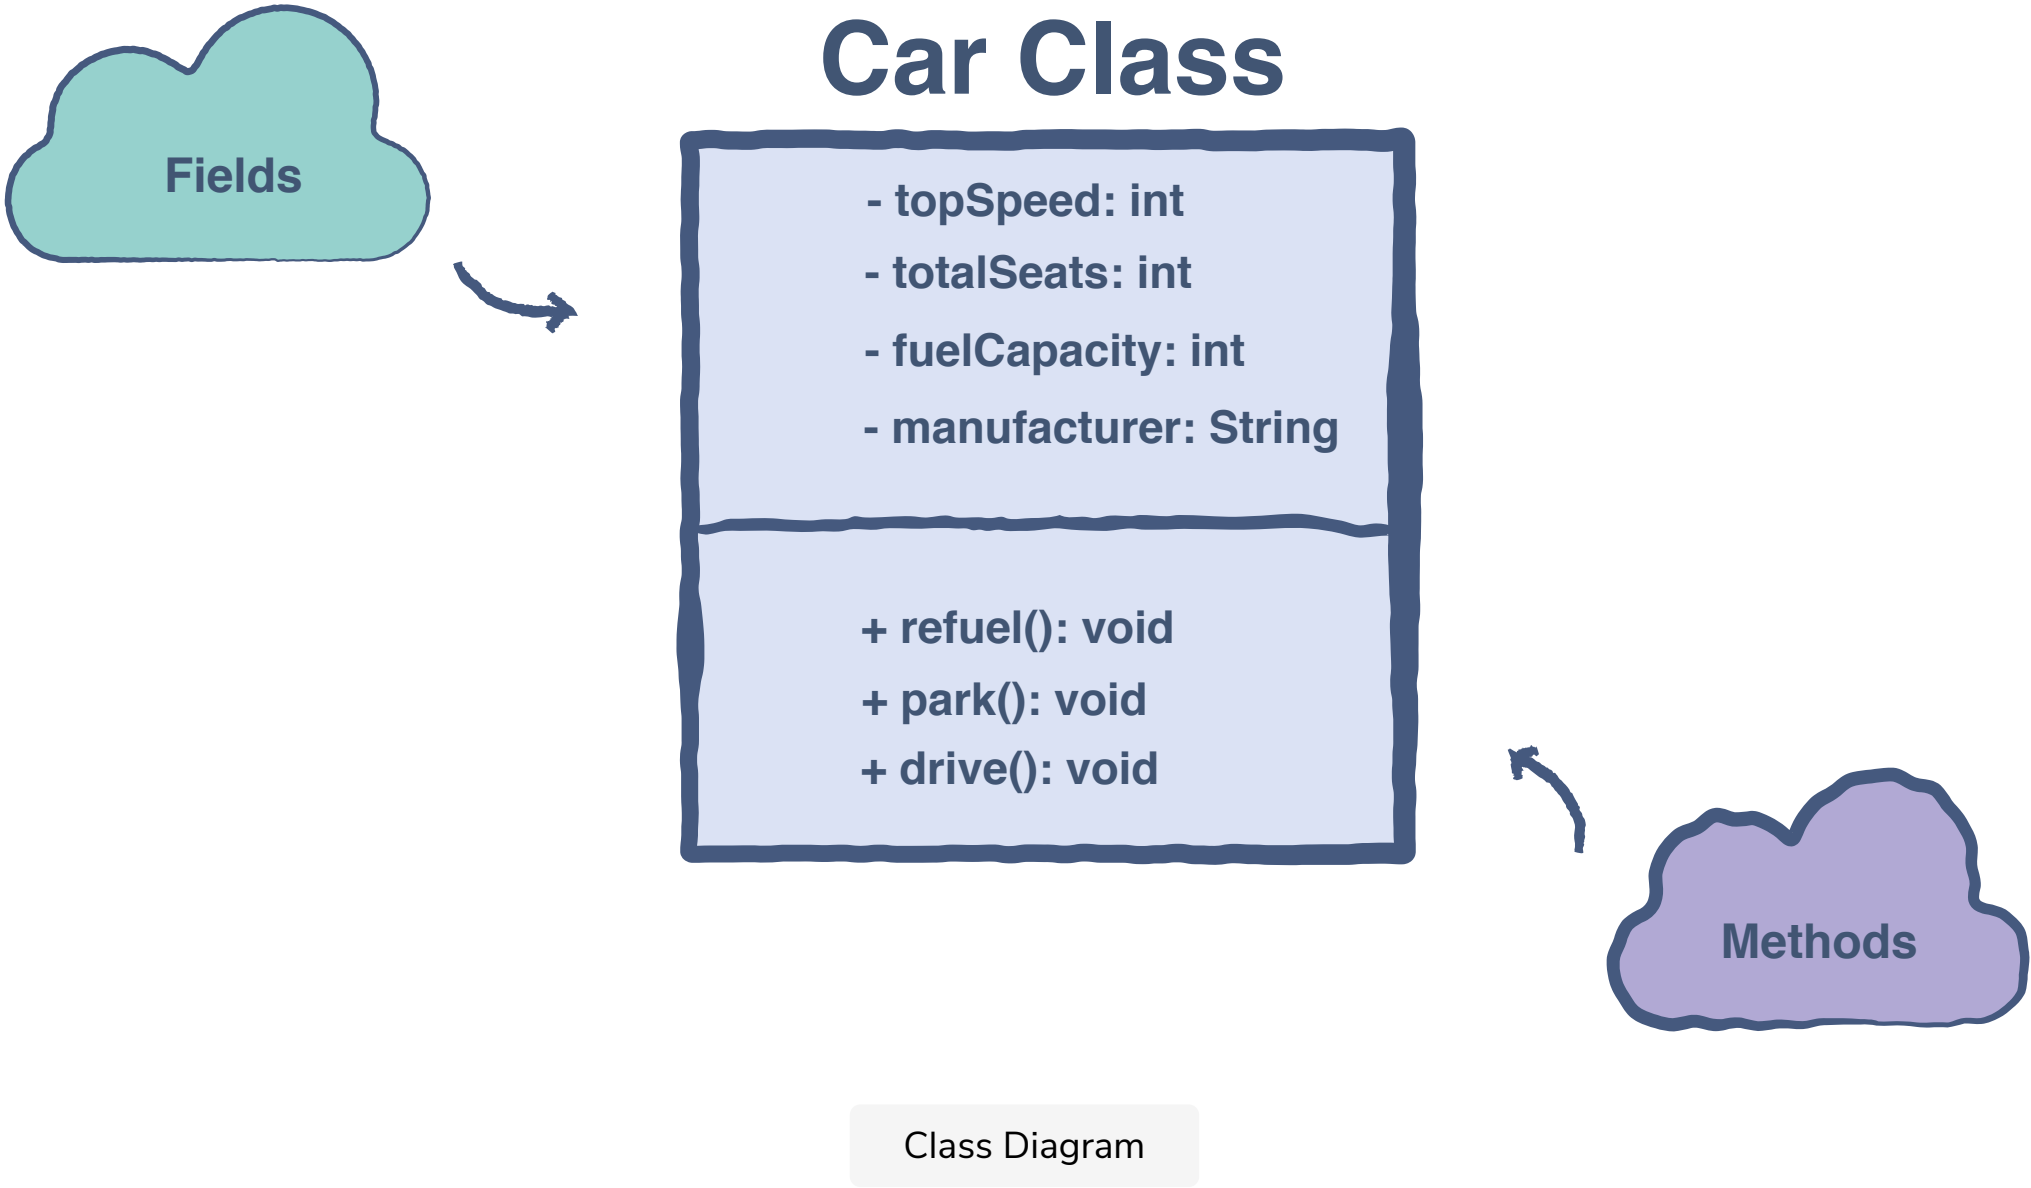 Car Class
Fields
- topSpeed: int
- totalSeats: int
- fuelCapacity: int
- manufacturer: String
+ refuel(): void
+ park(): void
+ drive(): void
Methods
Class Diagram